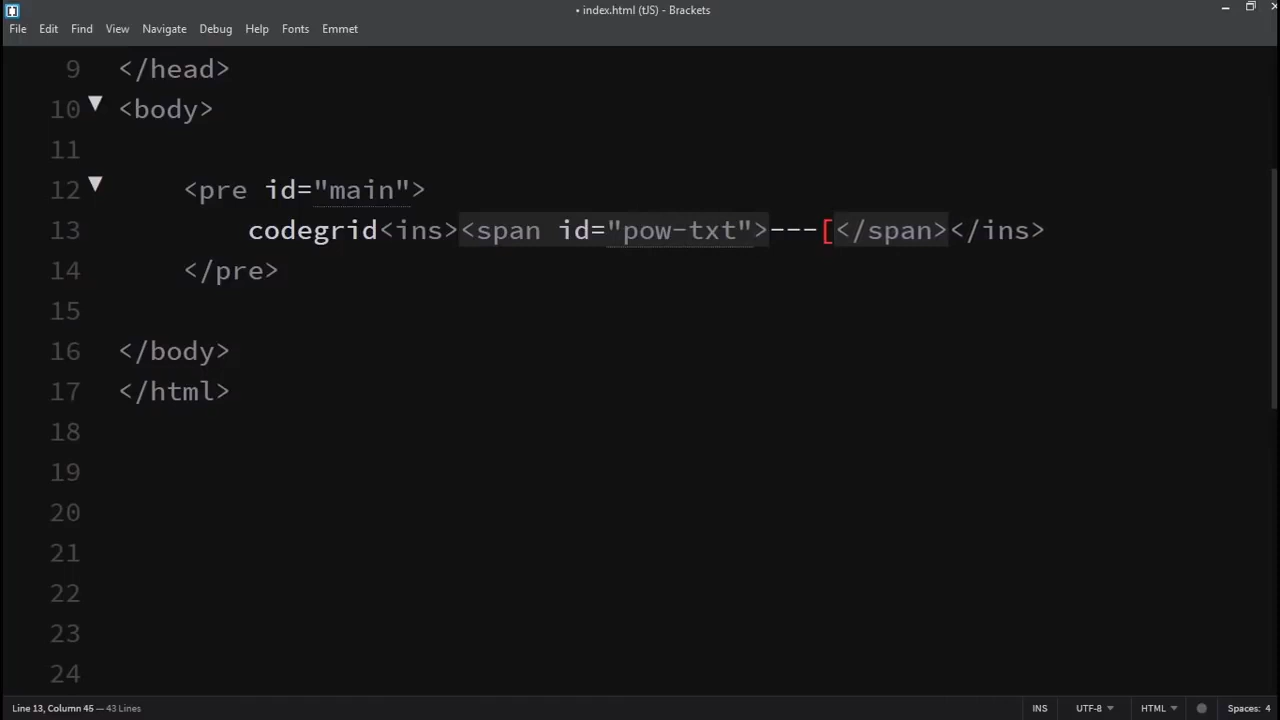 • index.html (tJS) - Brackets
File Edit Find View Navigate Debug Help Fonts Emmet
9 </head>
10 <body>
11
12 <pre id="main">
13 codegrid<ins><span id="pow-txt">---[</span></ins>
14 </pre>
15
16 </body>
17 </html>
18
19
20
21
22
23
24
Line 13, Column 45 — 43 Lines INS UTF-8 HTML Spaces: 4